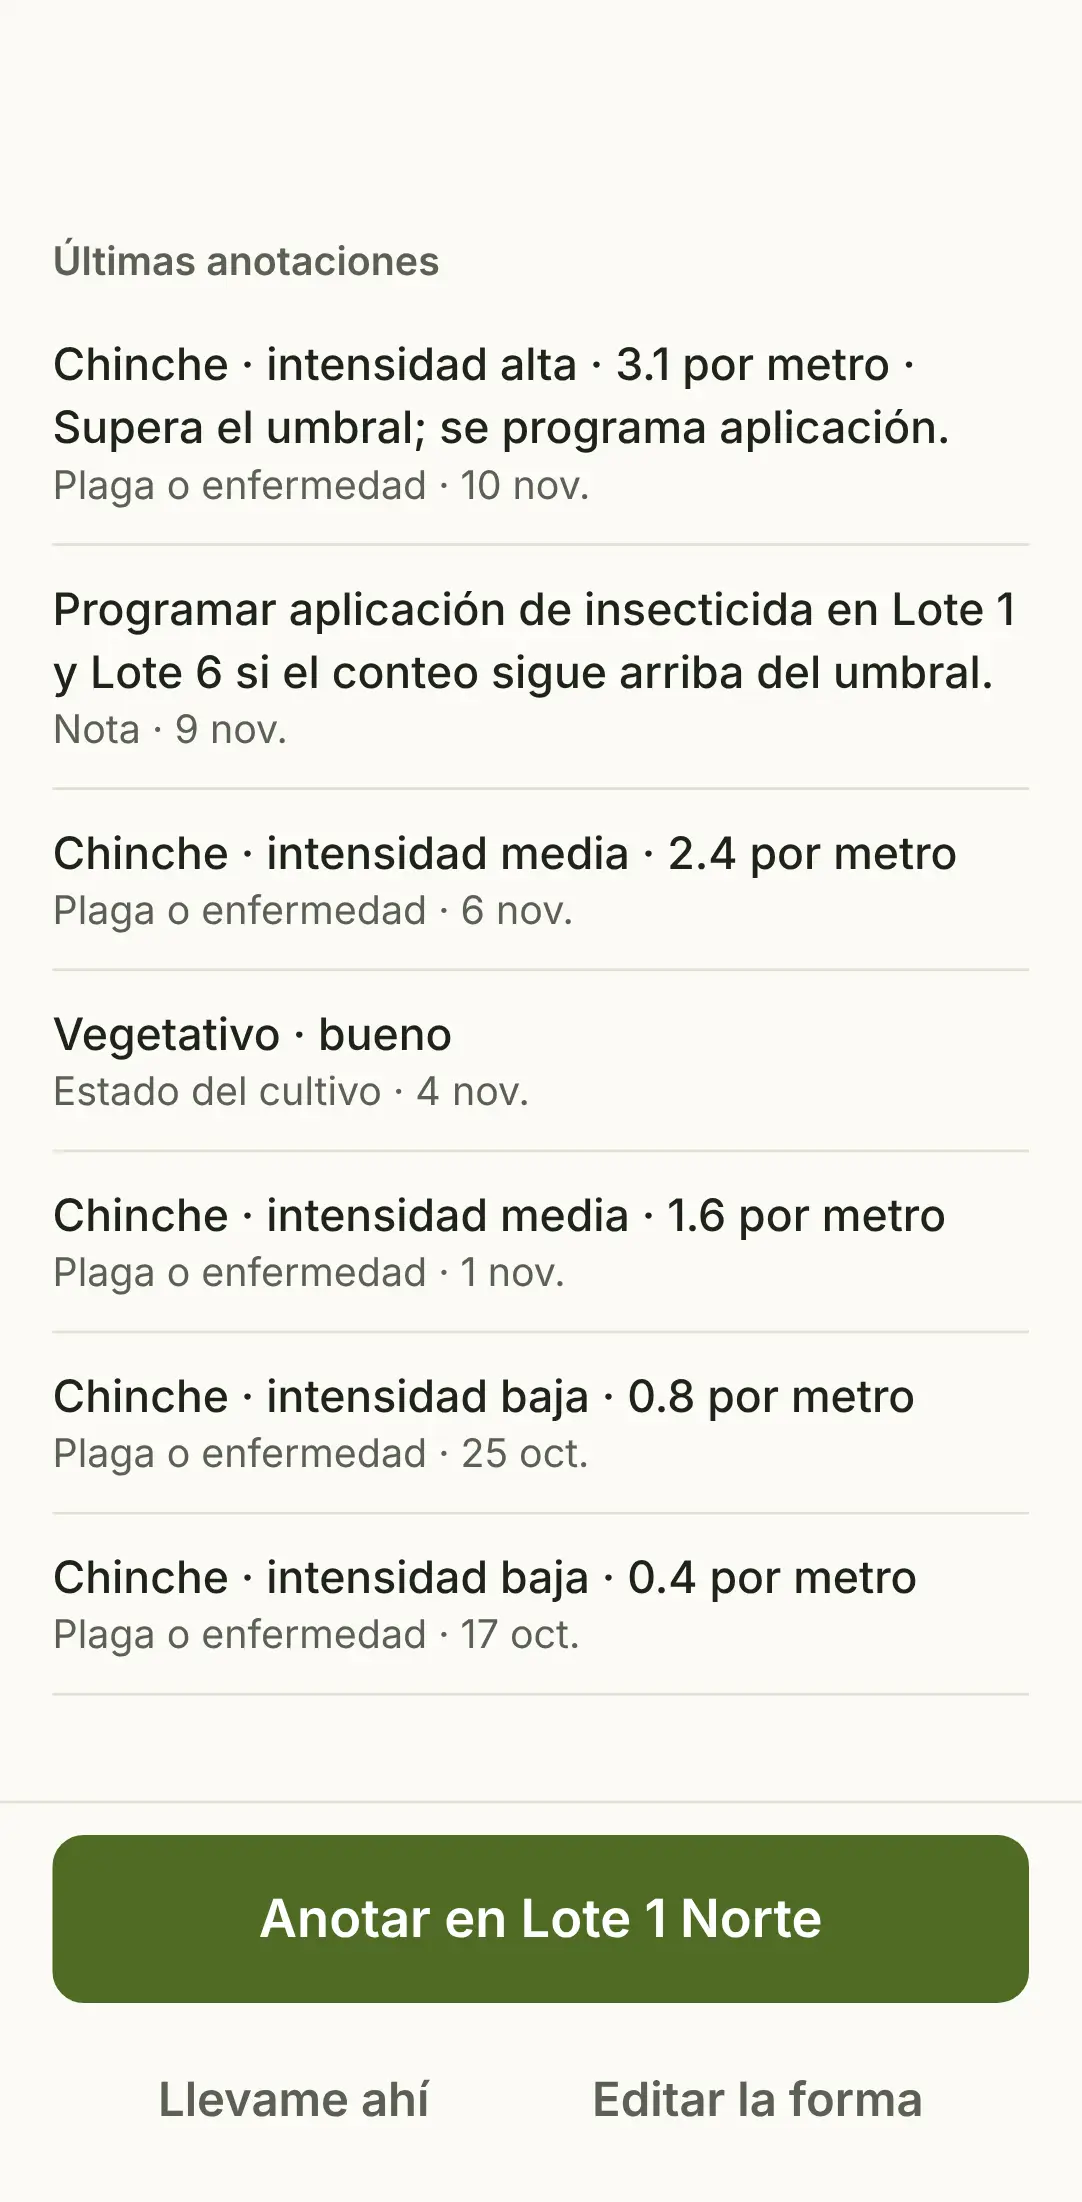 Últimas anotaciones
Chinche · intensidad alta · 3.1 por metro ·
Supera el umbral; se programa aplicación.
Plaga o enfermedad · 10 nov.
Programar aplicación de insecticida en Lote 1
y Lote 6 si el conteo sigue arriba del umbral.
Nota · 9 nov.
Chinche · intensidad media · 2.4 por metro
Plaga o enfermedad · 6 nov.
Vegetativo · bueno
Estado del cultivo · 4 nov.
Chinche · intensidad media · 1.6 por metro
Plaga o enfermedad · 1 nov.
Chinche · intensidad baja · 0.8 por metro
Plaga o enfermedad · 25 oct.
Chinche · intensidad baja · 0.4 por metro
Plaga o enfermedad · 17 oct.
Anotar en Lote 1 Norte
Llevame ahí
Editar la forma